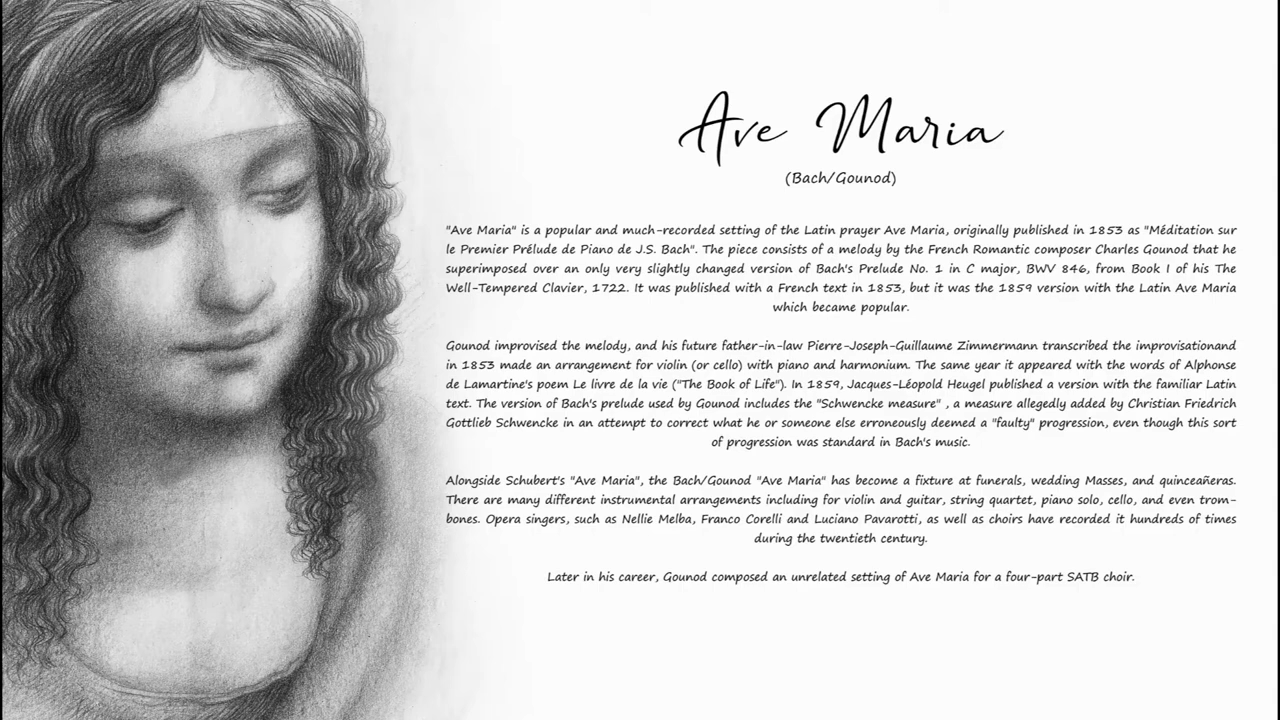 Ave Maria
(Bach/Gounod)
"Ave Maria" is a popular and much-recorded setting of the Latin prayer Ave Maria, originally published in 1853 as "Méditation sur
le Premier Prélude de Piano de J.S. Bach". The piece consists of a melody by the French Romantic composer Charles Gounod that he
superimposed over an only very slightly changed version of Bach's Prelude No. 1 in C major, BWV 846, from Book I of his The
Well-Tempered Clavier, 1722. It was published with a French text in 1853, but it was the 1859 version with the Latin Ave Maria
which became popular.
Gounod improvised the melody, and his future father-in-law Pierre-Joseph-Guillaume Zimmermann transcribed the improvisationand
in 1853 made an arrangement for violin (or cello) with piano and harmonium. The same year it appeared with the words of Alphonse
de Lamartine's poem Le livre de la vie ("The Book of Life"). In 1859, Jacques-Léopold Heugel published a version with the familiar Latin
text. The version of Bach's prelude used by Gounod includes the "Schwencke measure" , a measure allegedly added by Christian Friedrich
Gottlieb Schwencke in an attempt to correct what he or someone else erroneously deemed a "faulty" progression, even though this sort
of progression was standard in Bach's music.
Alongside Schubert's "Ave Maria", the Bach/Gounod "Ave Maria" has become a fixture at funerals, wedding Masses, and quinceañeras.
There are many different instrumental arrangements including for violin and guitar, string quartet, piano solo, cello, and even trom-
bones. Opera singers, such as Nellie Melba, Franco Corelli and Luciano Pavarotti, as well as choirs have recorded it hundreds of times
during the twentieth century.
Later in his career, Gounod composed an unrelated setting of Ave Maria for a four-part SATB choir.